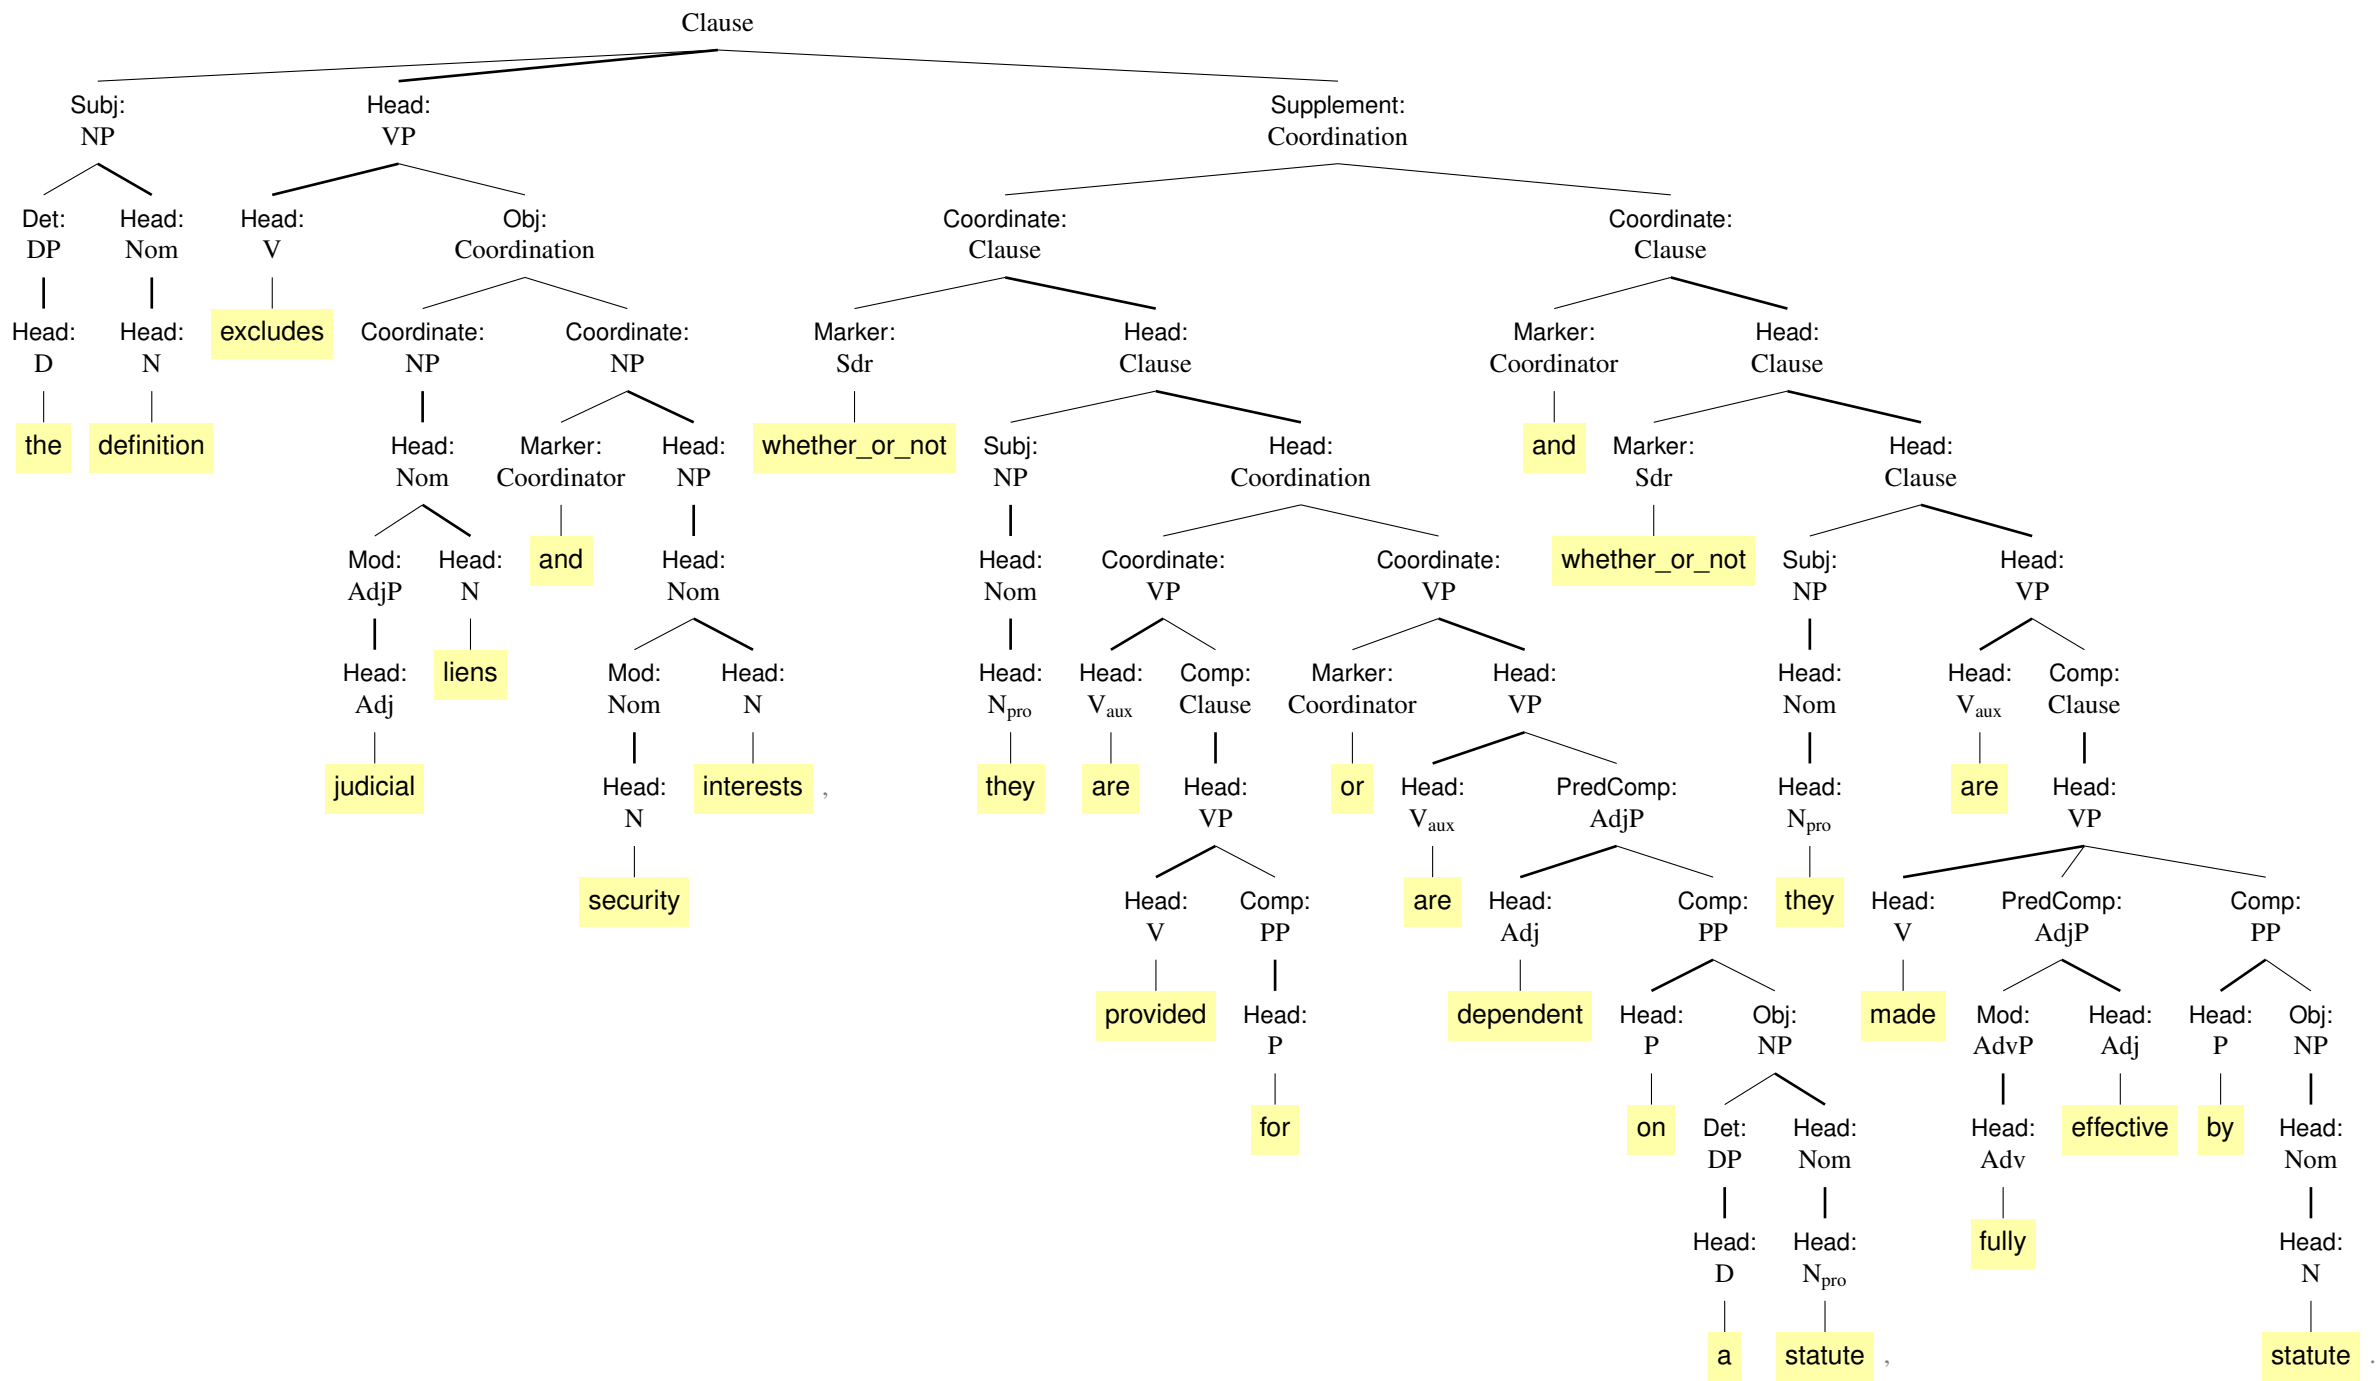 Clause
Subj: Head: Supplement:
NP VP Coordination
Det: Head: Head: Obj: Coordinate: Coordinate:
DP Nom V Coordination Clause Clause
Head: Head: excludes Coordinate: Coordinate: Marker: Head: Marker: Head:
D N NP NP Sdr Clause Coordinator Clause
the definition Head: Marker: Head: whether_or_not Subj: Head: and Marker: Head:
Nom Coordinator NP NP Coordination Sdr Clause
Mod: Head: and Head: Head: Coordinate: Coordinate: whether_or_not Subj: Head:
AdjP N Nom Nom VP VP NP VP
Head: liens Mod: Head: Head: Head: Comp: Marker: Head: Head: Head: Comp:
Adj Nom N Npro Vaux Clause Coordinator VP Nom Vaux Clause
judicial Head: interests , they are Head: or Head: PredComp: Head: are Head:
N VP Vaux AdjP Npro VP
security Head: Comp: are Head: Comp: they Head: PredComp: Comp:
V PP Adj PP V AdjP PP
provided Head: dependent Head: Obj: made Mod: Head: Head: Obj:
P P NP AdvP Adj P NP
for on Det: Head: Head: effective by Head:
DP Nom Adv Nom
Head: Head: fully Head:
D Npro N
a statute , statute .